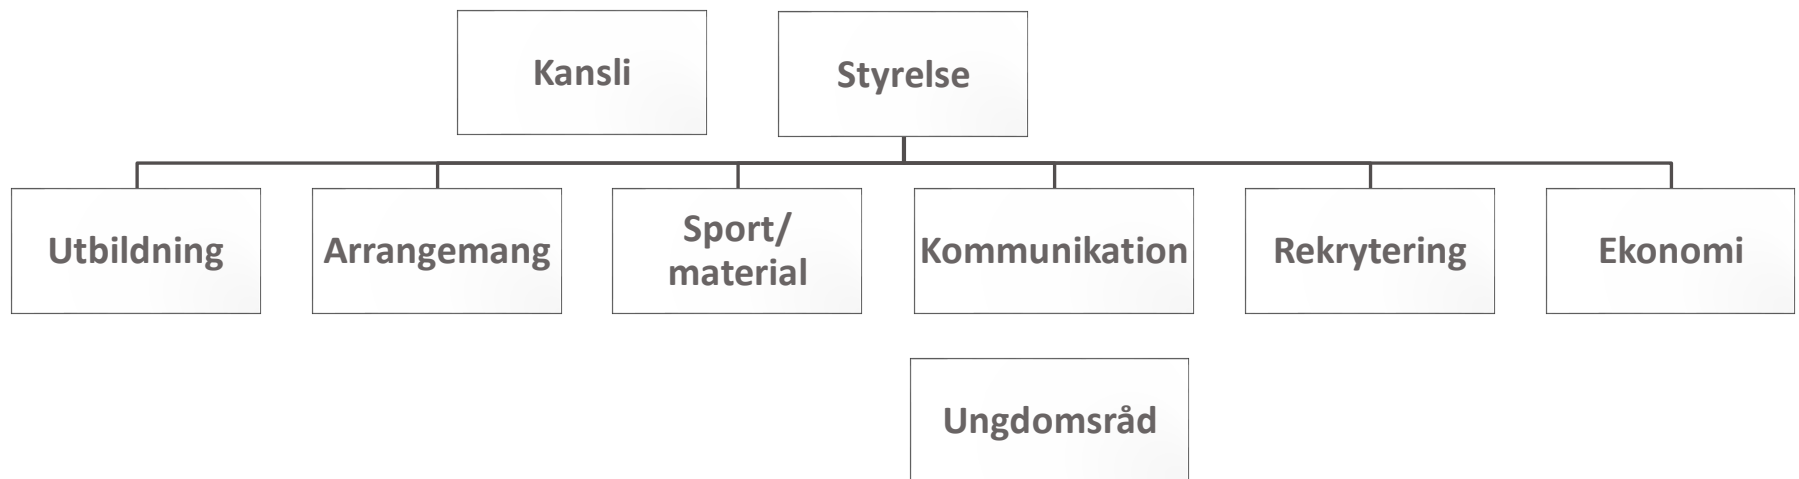 Kansli
Styrelse
Utbildning
Arrangemang
Sport/
material
Kommunikation
Rekrytering
Ekonomi
Ungdomsråd